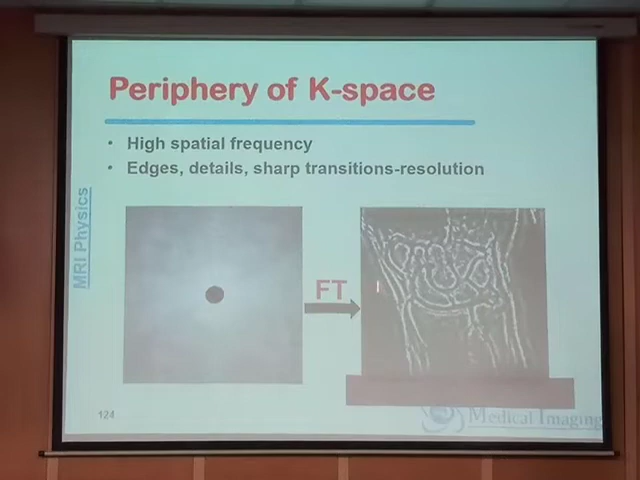 Periphery of K-space
• High spatial frequency
• Edges, details, sharp transitions-resolution
MRI Physics
FT
124
Medical Imaging